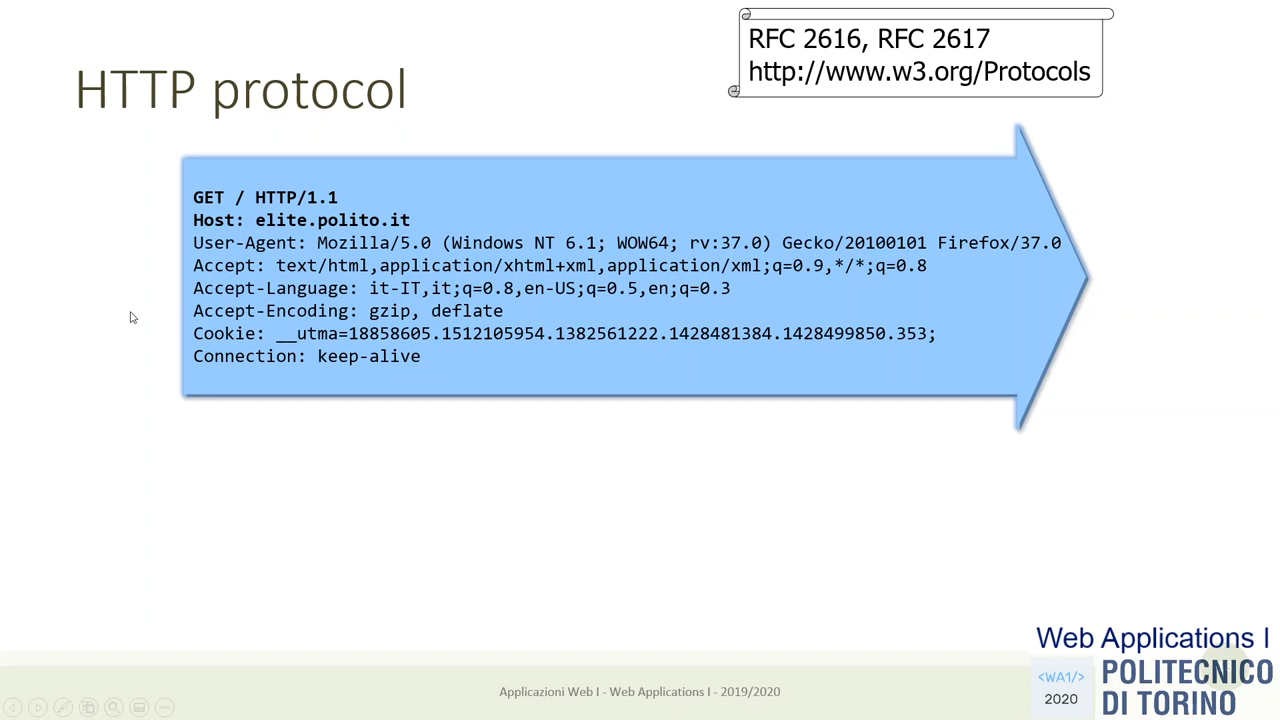 RFC 2616, RFC 2617
http://www.w3.org/Protocols
HTTP protocol
GET / HTTP/1.1
Host: elite.polito.it
User-Agent: Mozilla/5.0 (Windows NT 6.1; WOW64; rv:37.0) Gecko/20100101 Firefox/37.0
Accept: text/html,application/xhtml+xml,application/xml;q=0.9,*/*;q=0.8
Accept-Language: it-IT,it;q=0.8,en-US;q=0.5,en;q=0.3
Accept-Encoding: gzip, deflate
Cookie: __utma=18858605.1512105954.1382561222.1428481384.1428499850.353;
Connection: keep-alive
Web Applications I
<WA1/>
2020
POLITECNICO
DI TORINO
Applicazioni Web I - Web Applications I - 2019/2020